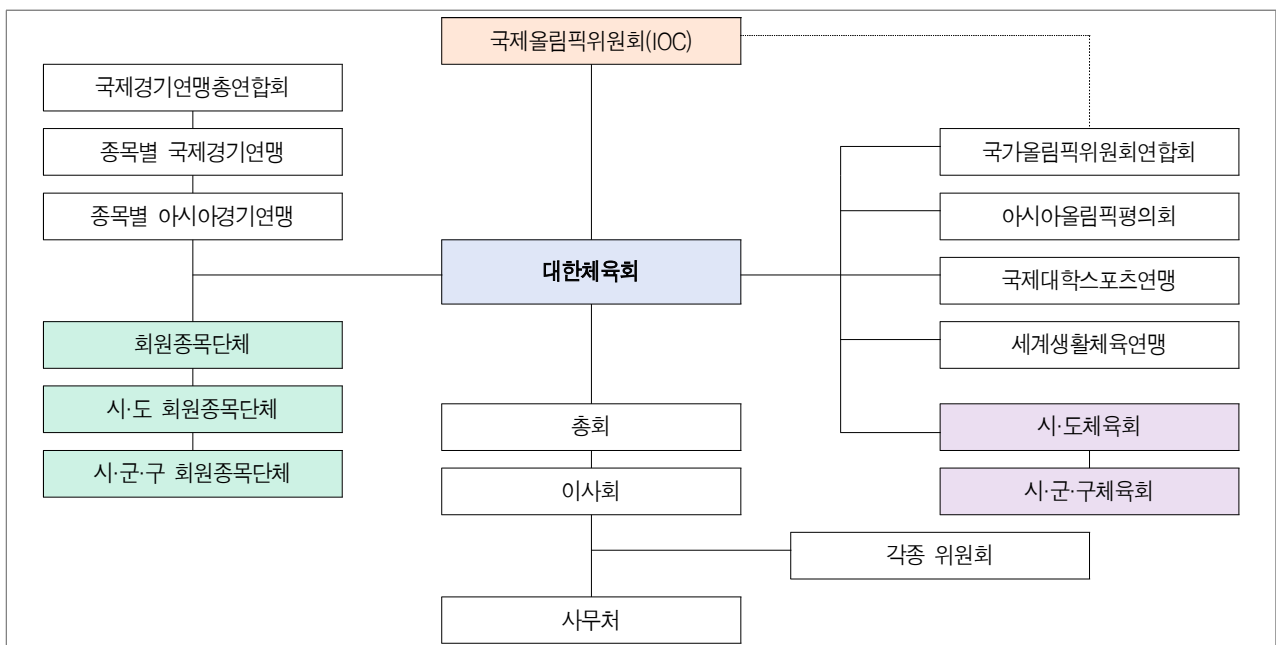 국제올림픽위원회(IOC)
국제경기연맹총연합회
종목별 국제경기연맹
종목별 아시아경기연맹
국가올림픽위원회연합회
아시아올림픽평의회
대한체육회
국제대학스포츠연맹
세계생활체육연맹
회원종목단체
시·도 회원종목단체
시·군·구 회원종목단체
총회
이사회
시·도체육회
시·군·구체육회
각종 위원회
사무처